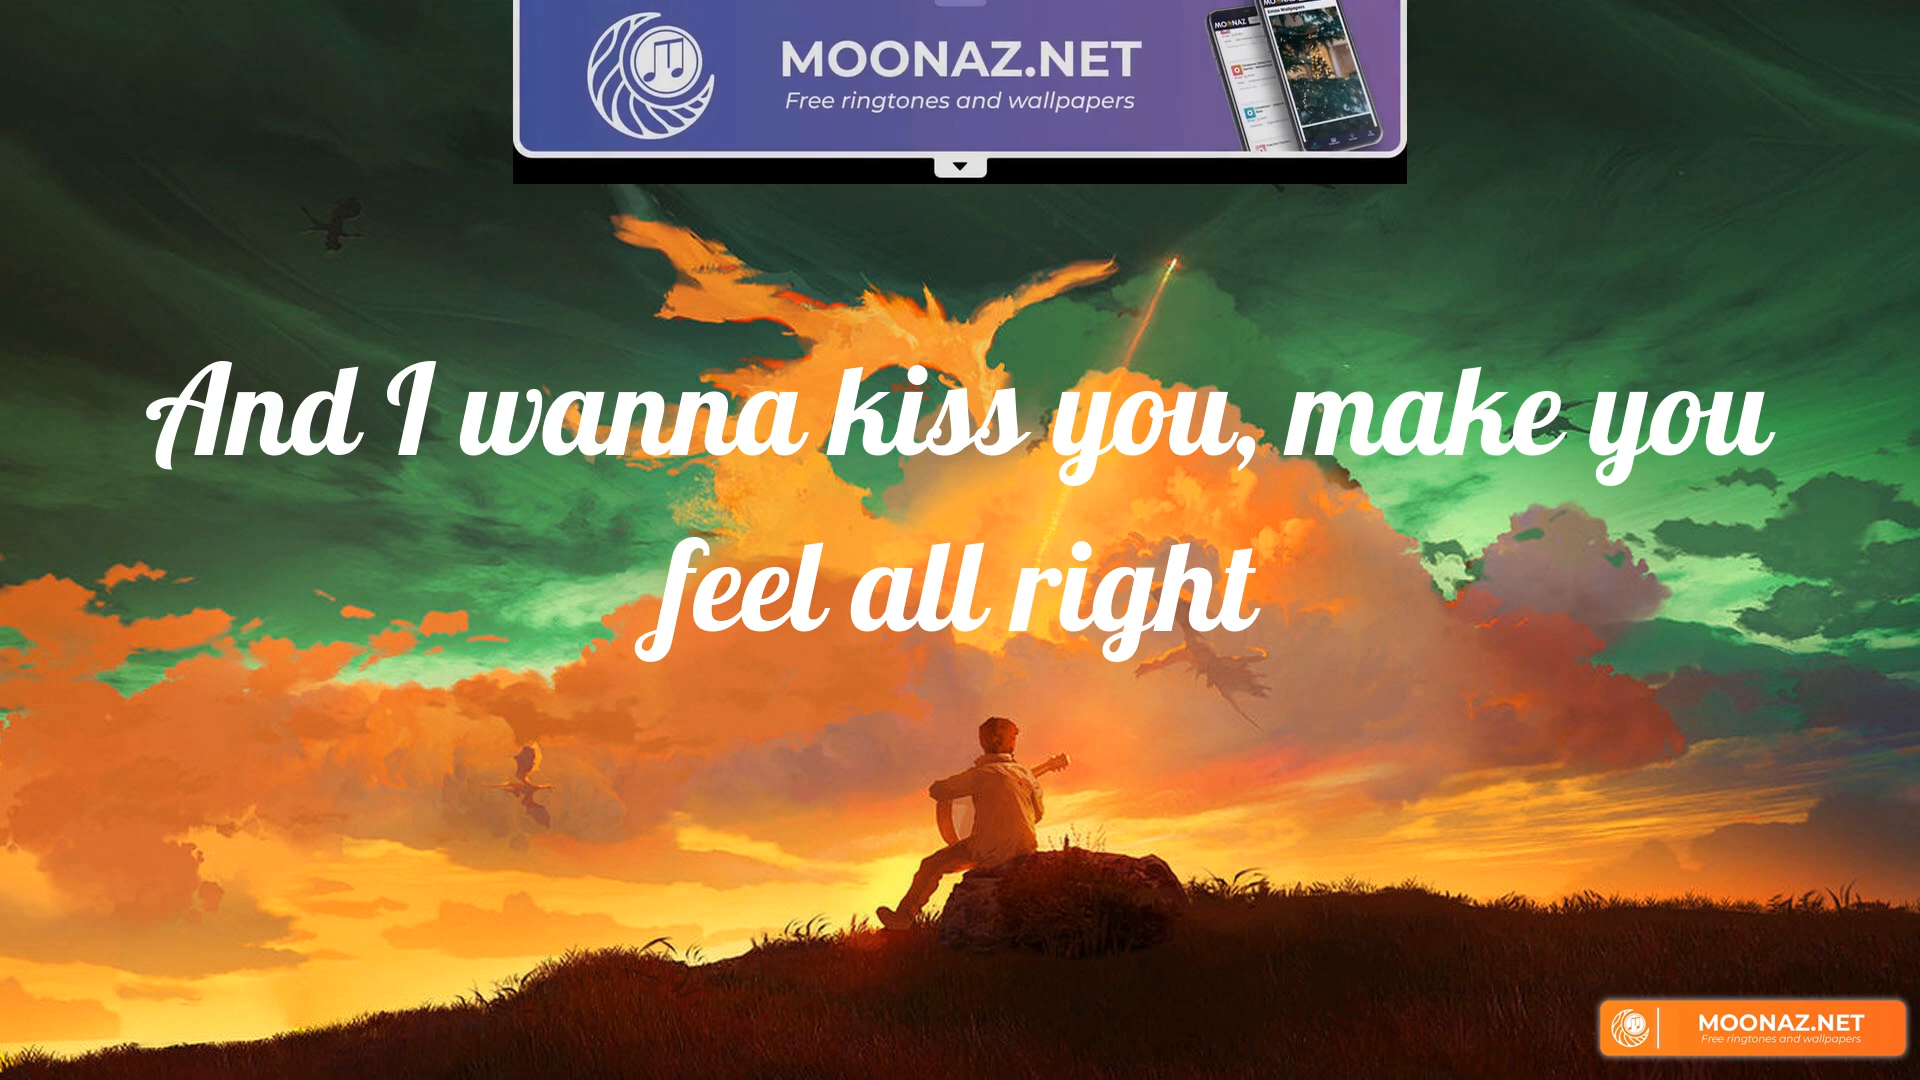 MOONAZ.NET
Free ringtones and wallpapers
And I wanna kiss you, make you
feel all right
MOONAZ.NET
Free ringtones and wallpapers